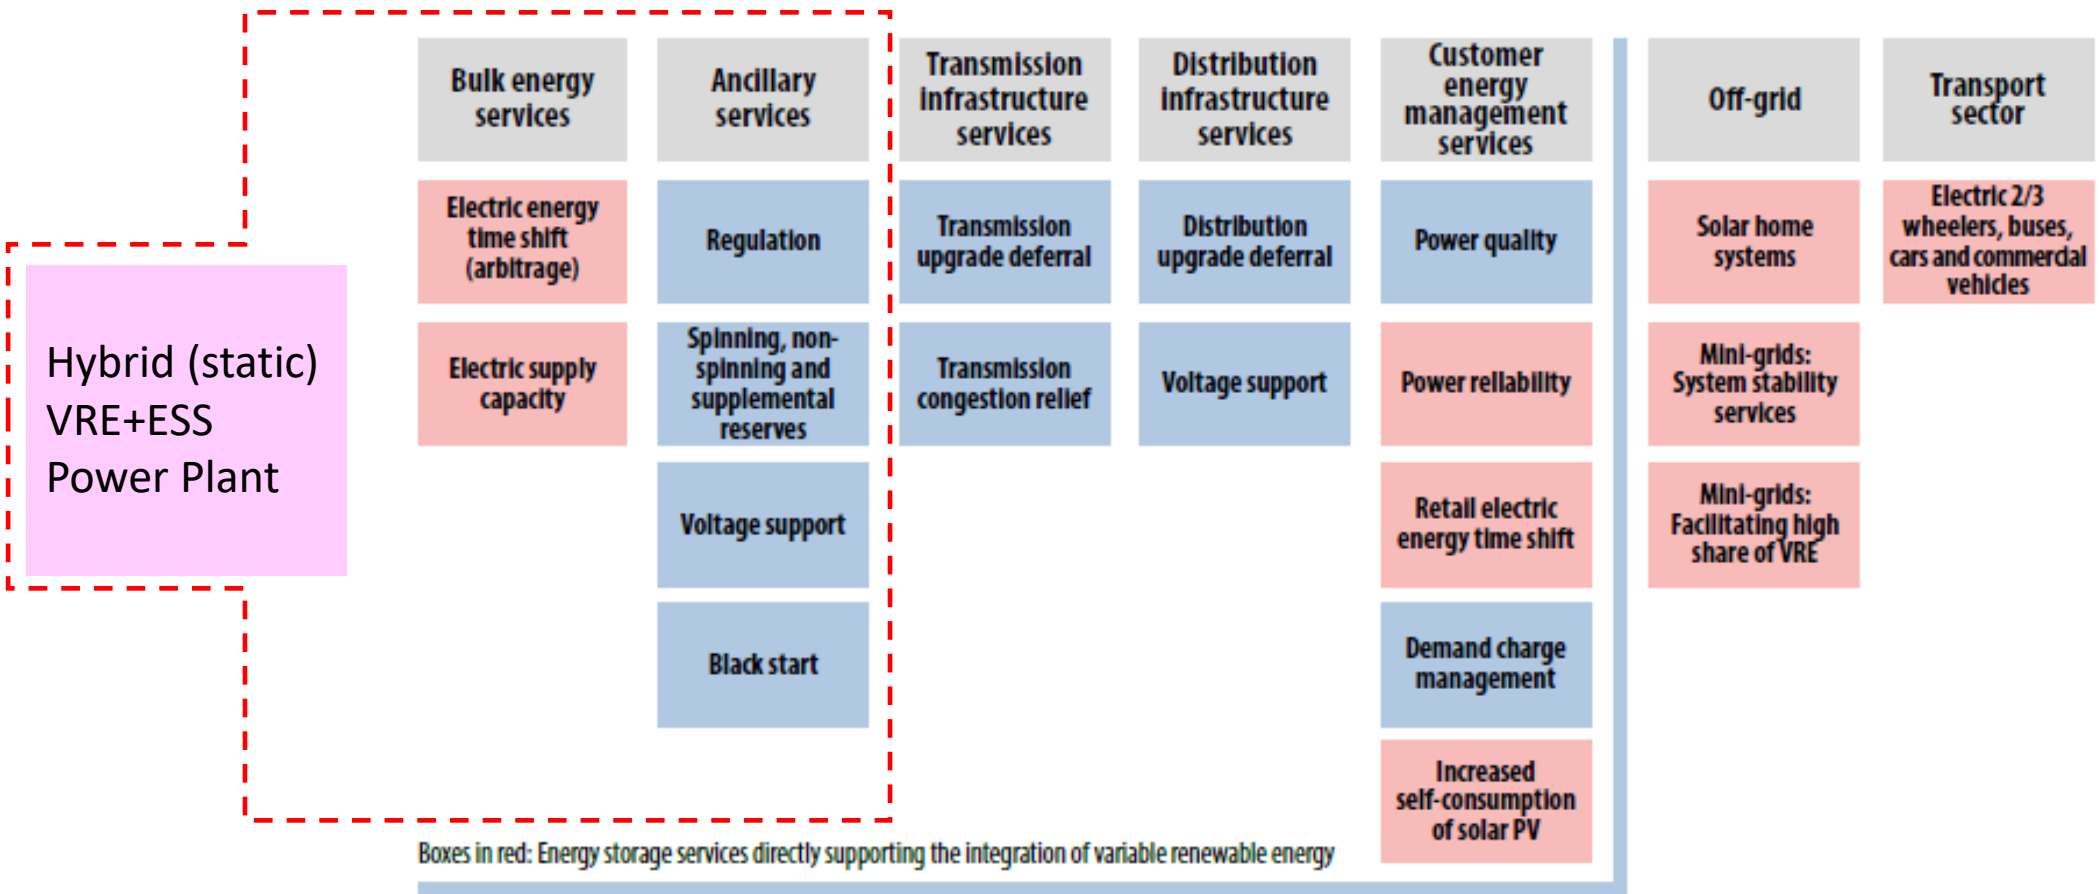 Hybrid (static)
VRE+ESS
Power Plant
Bulk energy
services
Electric energy
time shift
(arbitrage)
Electric supply
capacity
Ancillary
services
Regulation
Spinning, non-
spinning and
supplemental
reserves
Voltage support
Black start
Transmission
infrastructure
services
Transmission
upgrade deferral
Transmission
congestion relief
Distribution
infrastructure
services
Distribution
upgrade deferral
Voltage support
Customer
energy
management
services
Power quality
Power reliability
Retail electric
energy time shift
Demand charge
management
Increased
self-consumption
of solar PV
Off-grid
Solar home
systems
Mini-grids:
System stability
services
Mini-grids:
Facilitating high
share of VRE
Transport
sector
Electric 2/3
wheelers, buses,
cars and commercial
vehicles
Boxes in red: Energy storage services directly supporting the integration of variable renewable energy